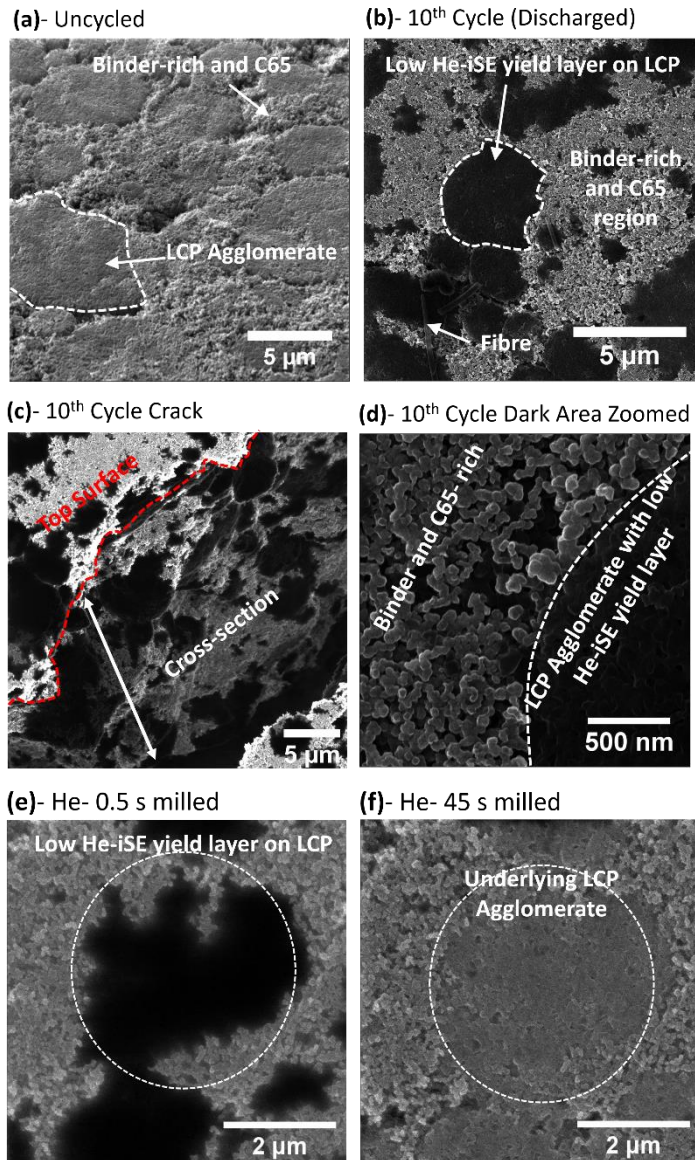 (a)- Uncycled
Binder-rich and C65
LCP Agglomerate
5 µm
(b)- 10th Cycle (Discharged)
Low He-iSE yield layer on LCP
Binder-rich
and C65
region
Fibre
5 µm
(c)- 10th Cycle Crack
Top Surface
Cross-section
5 µm
(d)- 10th Cycle Dark Area Zoomed
Binder and C65- rich
LCP Agglomerate with low
He-iSE yield layer
500 nm
(e)- He- 0.5 s milled
Low He-iSE yield layer on LCP
2 µm
(f)- He- 45 s milled
Underlying LCP
Agglomerate
2 µm